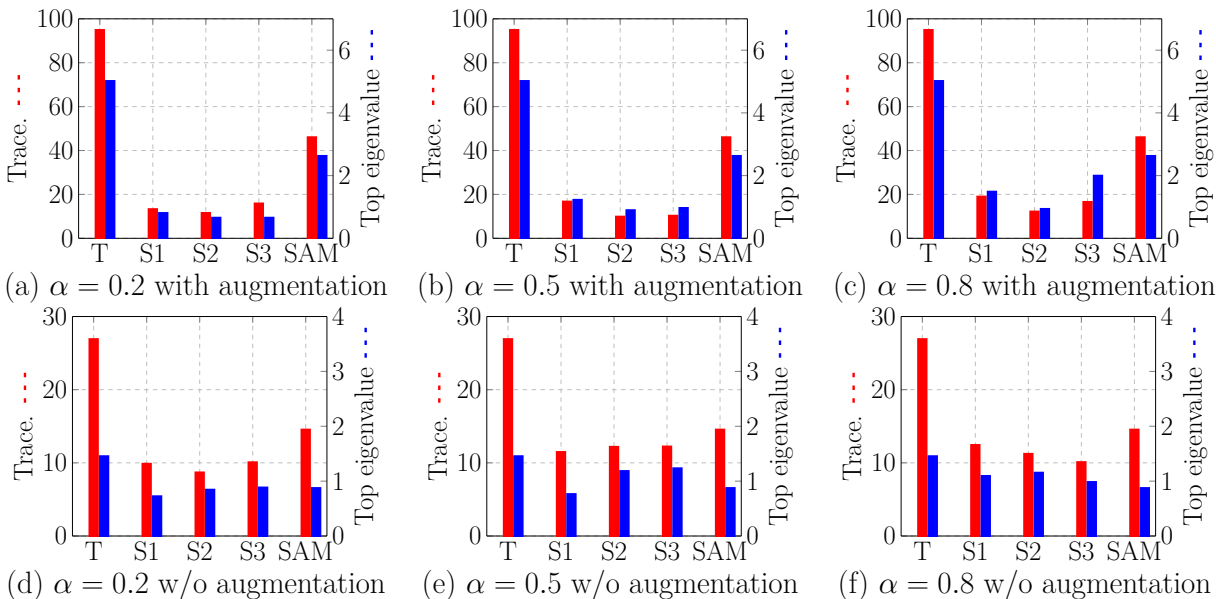 100
80
60
40
20
0
Trace.
6
4
2
0
Top eigenvalue
T S1 S2 S3 SAM
(a) α = 0.2 with augmentation
100
80
60
40
20
0
Trace.
6
4
2
0
Top eigenvalue
T S1 S2 S3 SAM
(b) α = 0.5 with augmentation
100
80
60
40
20
0
Trace.
6
4
2
0
Top eigenvalue
T S1 S2 S3 SAM
(c) α = 0.8 with augmentation
30
20
10
0
Trace.
4
3
2
1
0
Top eigenvalue
T S1 S2 S3 SAM
(d) α = 0.2 w/o augmentation
30
20
10
0
Trace.
4
3
2
1
0
Top eigenvalue
T S1 S2 S3 SAM
(e) α = 0.5 w/o augmentation
30
20
10
0
Trace.
4
3
2
1
0
Top eigenvalue
T S1 S2 S3 SAM
(f) α = 0.8 w/o augmentation